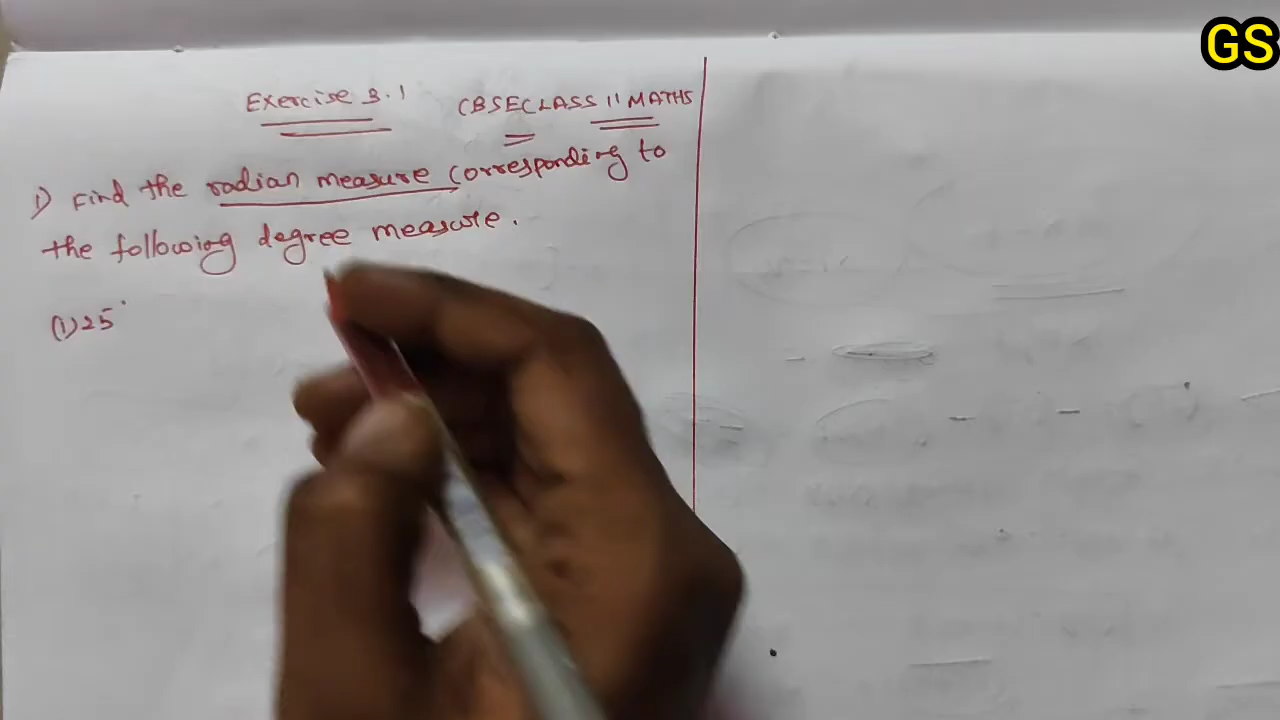 GS
Exercise 3.1 CBSE CLASS 11 MATHS
1) Find the radian measure corresponding to
the following degree measure.
(1) 25°